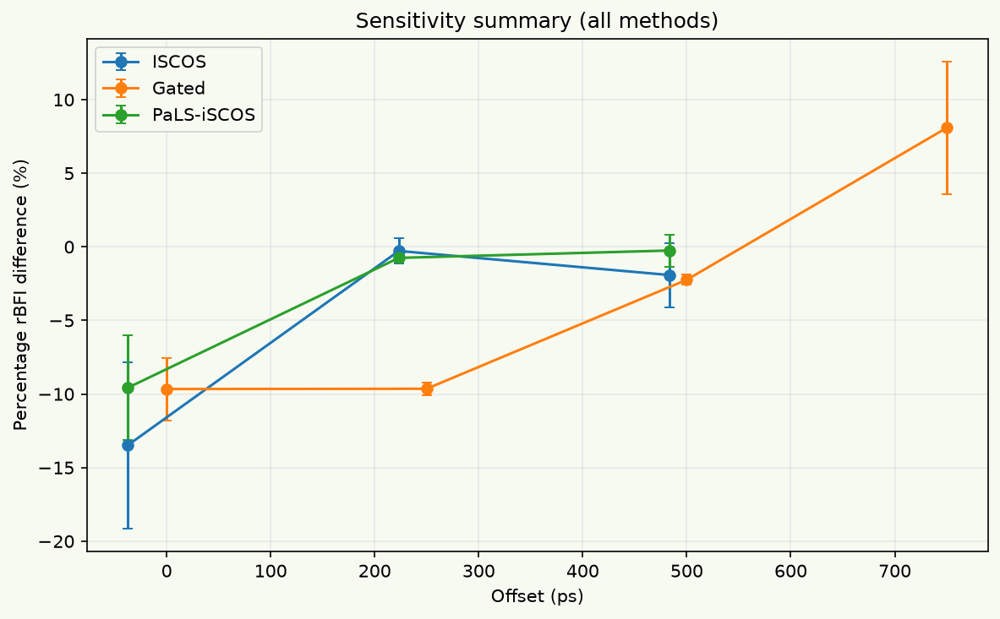 Sensitivity summary (all methods)
ISCOS
Gated
PaLS-iSCOS
Percentage rBFI difference (%)
10
5
0
−5
−10
−15
−20
0 100 200 300 400 500 600 700
Offset (ps)